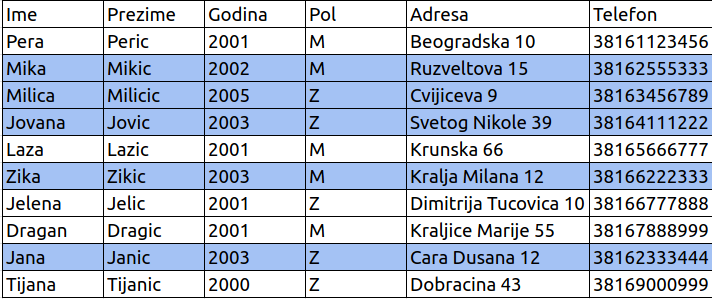 Ime Prezime Godina Pol Adresa Telefon
Pera Peric 2001 M Beogradska 10 38161123456
Mika Mikic 2002 M Ruzveltova 15 38162555333
Milica Milicic 2005 Z Cvijiceva 9 38163456789
Jovana Jovic 2003 Z Svetog Nikole 39 38164111222
Laza Lazic 2001 M Krunska 66 38165666777
Zika Zikic 2003 M Kralja Milana 12 38166222333
Jelena Jelic 2001 Z Dimitrija Tucovica 10 38166777888
Dragan Dragic 2001 M Kraljice Marije 55 38167888999
Jana Janic 2003 Z Cara Dusana 12 38162333444
Tijana Tijanic 2000 Z Dobracina 43 38169000999